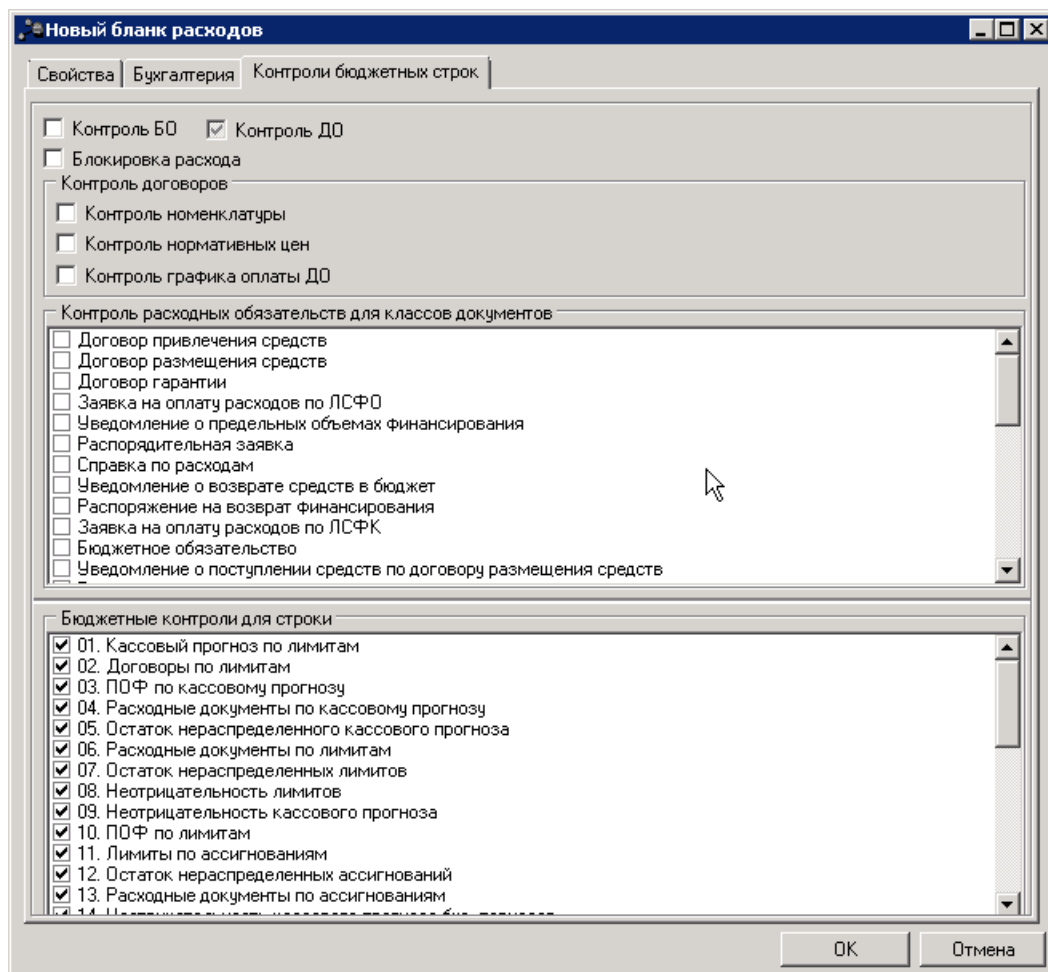 Новый бланк расходов
Свойства Бухгалтерия Контроли бюджетных строк
Контроль БО Контроль ДО
Блокировка расхода
Контроль договоров
Контроль номенклатуры
Контроль нормативных цен
Контроль графика оплаты ДО
Контроль расходных обязательств для классов документов
Договор привлечения средств
Договор размещения средств
Договор гарантии
Заявка на оплату расходов по ЛСФО
Уведомление о предельных объемах финансирования
Распорядительная заявка
Справка по расходам
Уведомление о возврате средств в бюджет
Распоряжение на возврат финансирования
Заявка на оплату расходов по ЛСФК
Бюджетное обязательство
Уведомление о поступлении средств по договору размещения средств
Бюджетные контроли для строки
01. Кассовый прогноз по лимитам
02. Договоры по лимитам
03. ПОФ по кассовому прогнозу
04. Расходные документы по кассовому прогнозу
05. Остаток нераспределенного кассового прогноза
06. Расходные документы по лимитам
07. Остаток нераспределенных лимитов
08. Неотрицательность лимитов
09. Неотрицательность кассового прогноза
10. ПОФ по лимитам
11. Лимиты по ассигнованиям
12. Остаток нераспределенных ассигнований
13. Расходные документы по ассигнованиям
OK Отмена